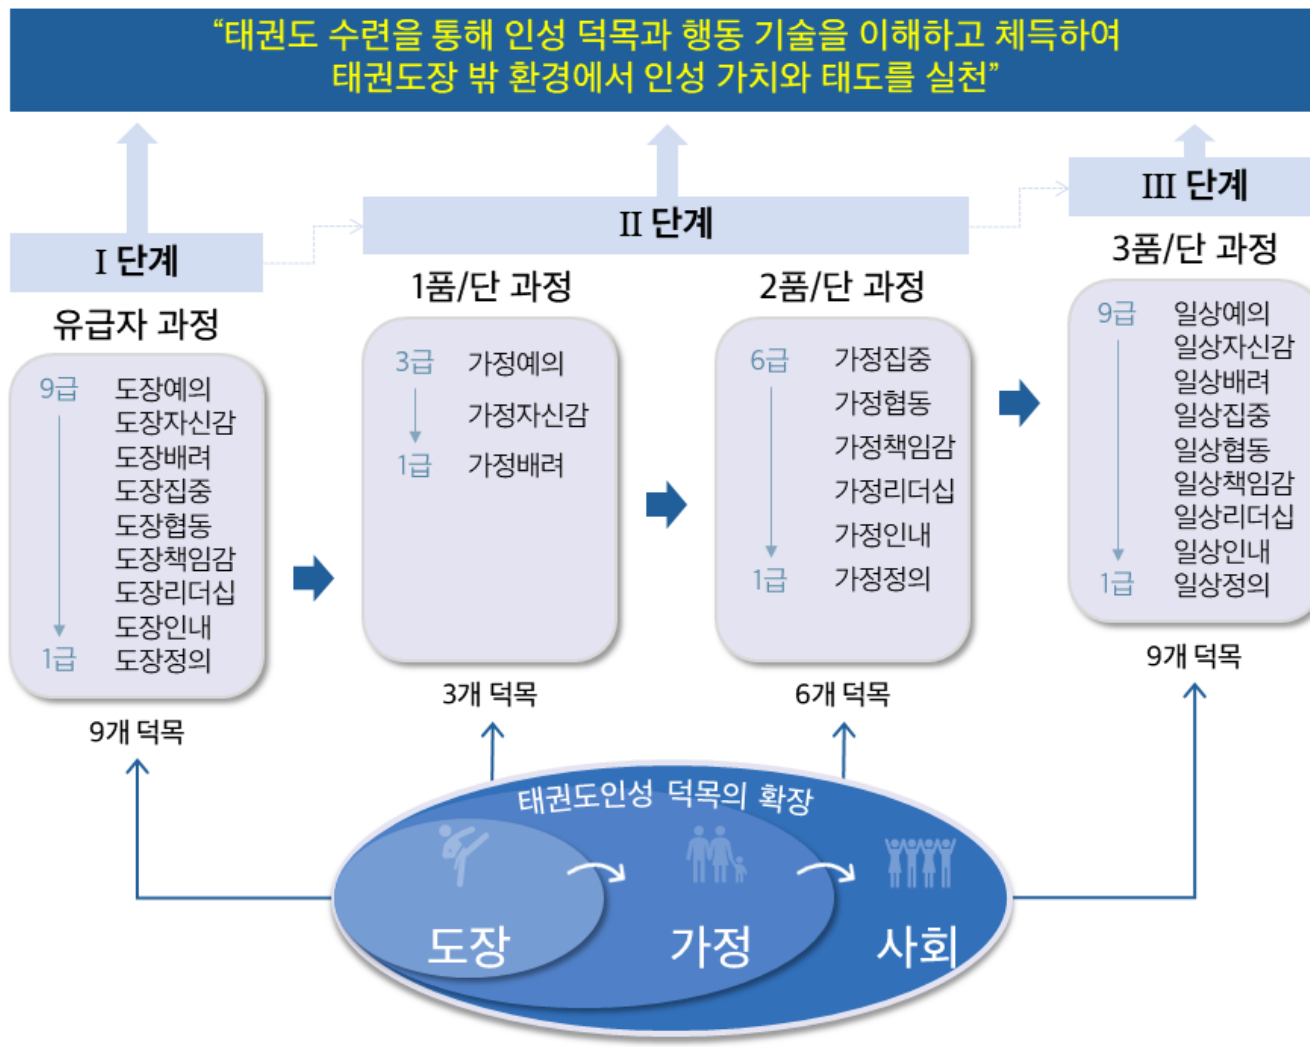 “태권도 수련을 통해 인성 덕목과 행동 기술을 이해하고 체득하여
태권도장 밖 환경에서 인성 가치와 태도를 실천”
I 단계
유급자 과정
9급
도장예의
도장자신감
도장배려
도장집중
도장협동
도장책임감
도장리더십
도장인내
1급
도장정의
9개 덕목
II 단계
1품/단 과정
3급
가정예의
가정자신감
1급
가정배려
3개 덕목
2품/단 과정
6급
가정집중
가정협동
가정책임감
가정리더십
가정인내
1급
가정정의
6개 덕목
III 단계
3품/단 과정
9급
일상예의
일상자신감
일상배려
일상집중
일상협동
일상책임감
일상리더십
일상인내
1급
일상정의
9개 덕목
태권도인성 덕목의 확장
도장
가정
사회